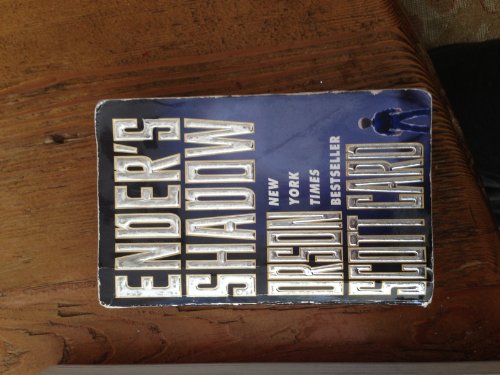 ENDER'S
SHADOW
NEW
YORK
TIMES
BESTSELLER
ORSON
SCOTT CARD